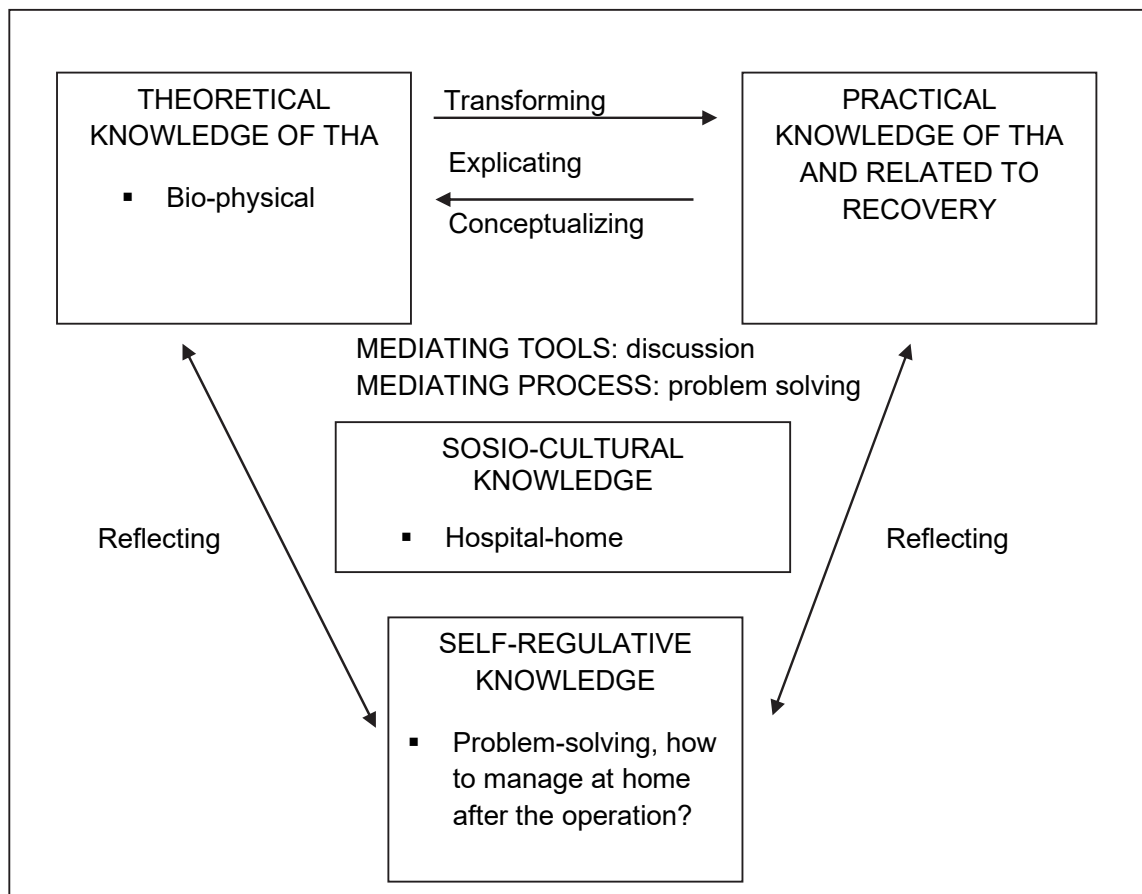 THEORETICAL
KNOWLEDGE OF THA
▪ Bio-physical
Transforming
Explicating
Conceptualizing
PRACTICAL
KNOWLEDGE OF THA
AND RELATED TO
RECOVERY
MEDIATING TOOLS: discussion
MEDIATING PROCESS: problem solving
SOSIO-CULTURAL
KNOWLEDGE
▪ Hospital-home
Reflecting
Reflecting
SELF-REGULATIVE
KNOWLEDGE
▪ Problem-solving, how
to manage at home
after the operation?